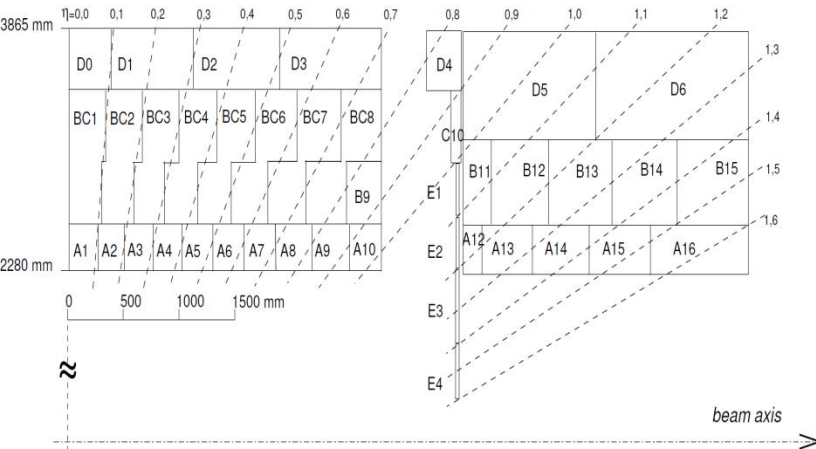 η=0,0 0,1 0,2 0,3 0,4 0,5 0,6 0,7 0,8 0,9 1,0 1,1 1,2
3865 mm
1,3
D0 D1 D2 D3 D4 D5 D6
1,4
BC1 BC2 BC3 BC4 BC5 BC6 BC7 BC8 C10
1,5
B9 E1 B11 B12 B13 B14 B15
1,6
A1 A2 A3 A4 A5 A6 A7 A8 A9 A10 E2 A12 A13 A14 A15 A16
2280 mm
0 500 1000 1500 mm
E3
E4
beam axis